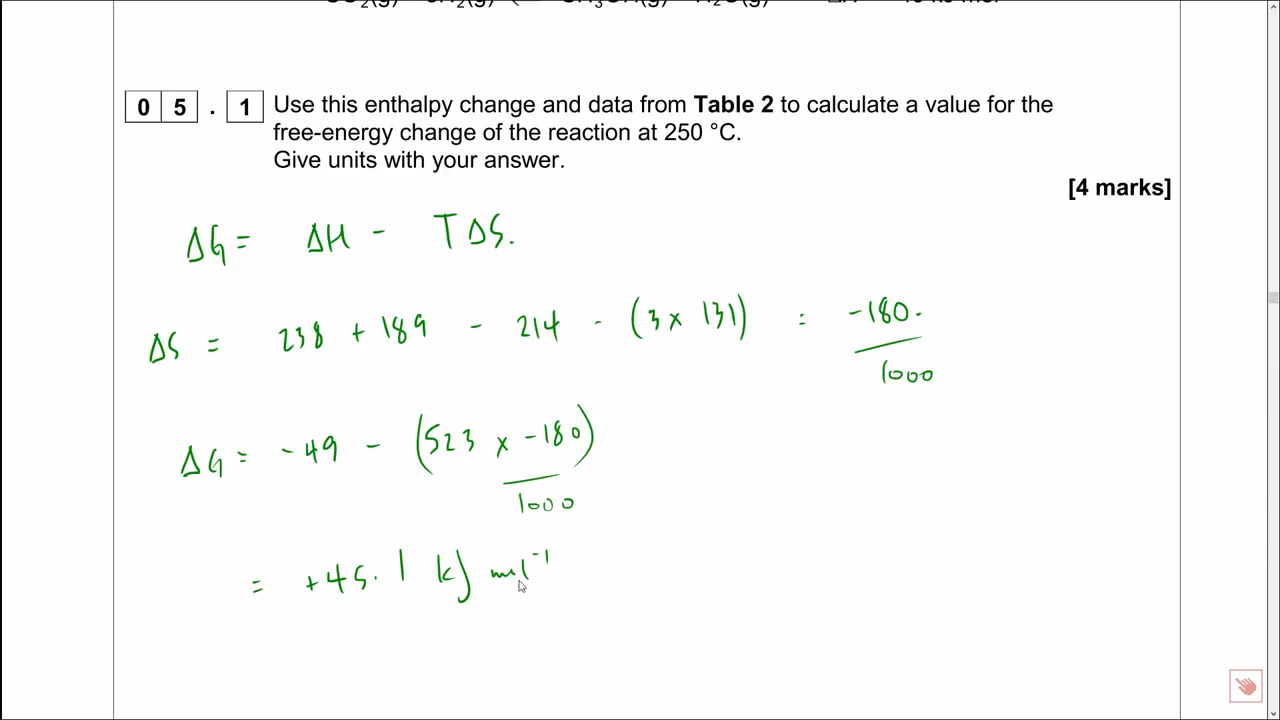 05.1 Use this enthalpy change and data from Table 2 to calculate a value for the
free-energy change of the reaction at 250 °C.
Give units with your answer.
[4 marks]
ΔG = ΔH - TΔS.
ΔS = 238 + 189 - 214 - (3 x 131) = -180.
1000
ΔG = -49 - (523 x -180)
1000
= +45.1 kJ mol⁻¹